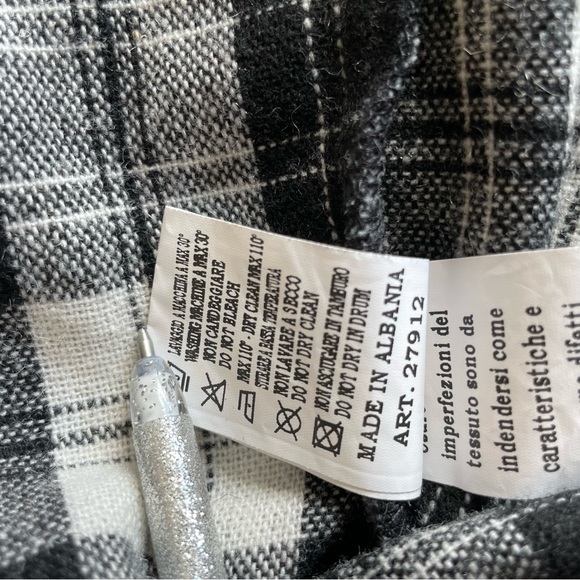 LAVAGGIO A MACCHINA A MAX 30°
WASHING MACHINE A MAX 30°
NON CANDEGGIARE
DO NOT BLEACH
MAX 110°- DRY CLEAN MAX 110°
STIRARE A BASSA TEMPERATURA
NON LAVARE A SECCO
DO NOT DRY CLEAN
NON ASCIUGARE IN TAMBURO
DO NOT DRY IN DRUM
MADE IN ALBANIA
ART. 27912
imperfezioni del
tessuto sono da
indendersi come
caratteristiche e
difetti